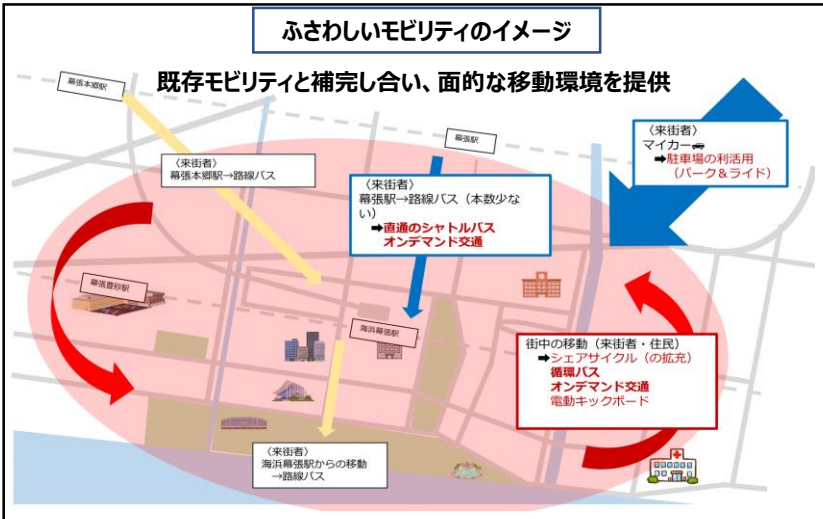 ふさわしいモビリティのイメージ
既存モビリティと補完し合い、面的な移動環境を提供
幕張本郷駅
幕張駅
〈来街者〉
幕張本郷駅→路線バス
〈来街者〉
マイカー🚗
➡駐車場の利活用
（パーク＆ライド）
〈来街者〉
幕張駅→路線バス（本数少な
い）
➡直通のシャトルバス
オンデマンド交通
幕張豊砂駅
海浜幕張駅
街中の移動（来街者・住民）
➡シェアサイクル（の拡充）
循環バス
オンデマンド交通
電動キックボード
〈来街者〉
海浜幕張駅からの移動
→路線バス